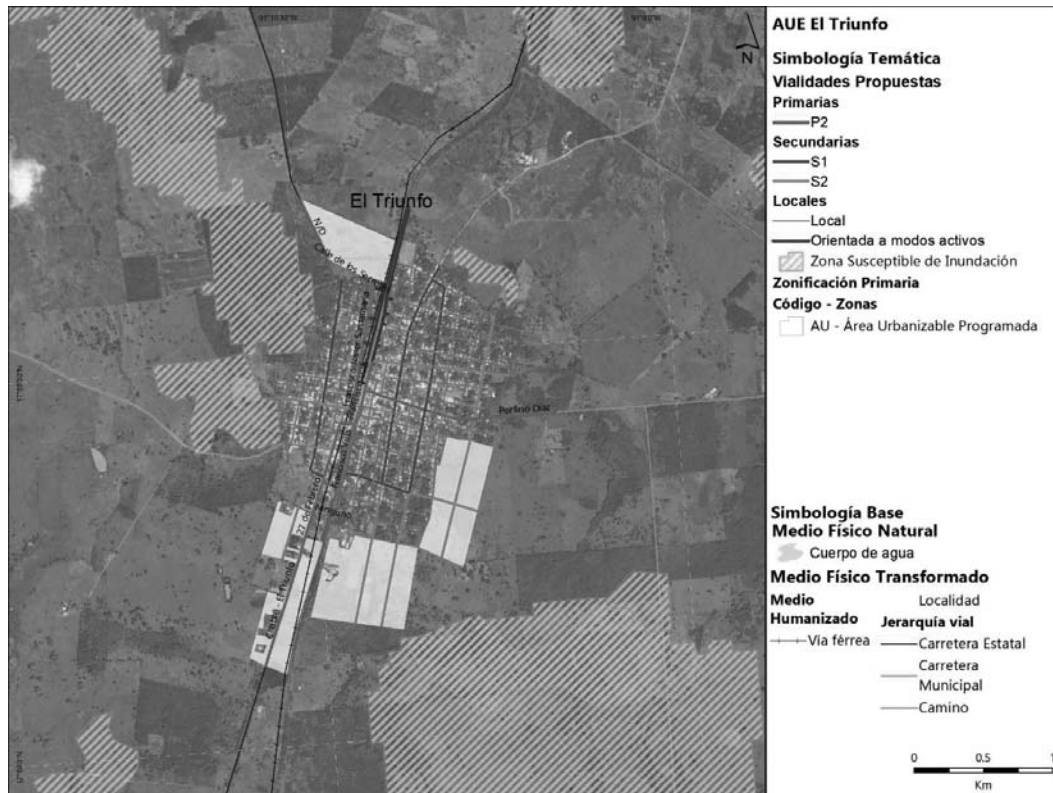 AUE El Triunfo
Simbología Temática
Vialidades Propuestas
Primarias
P2
Secundarias
S1
S2
Locales
Local
Orientada a modos activos
Zona Susceptible de Inundación
Zonificación Primaria
Código - Zonas
AU - Área Urbanizable Programada
Simbología Base
Medio Físico Natural
Cuerpo de agua
Medio Físico Transformado
Medio Humanizado
Vía férrea
Localidad
Jerarquía vial
Carretera Estatal
Carretera
Municipal
Camino
0 0.5 1
Km
N
El Triunfo
N/D
Porfirio Díaz
27 de Febrero